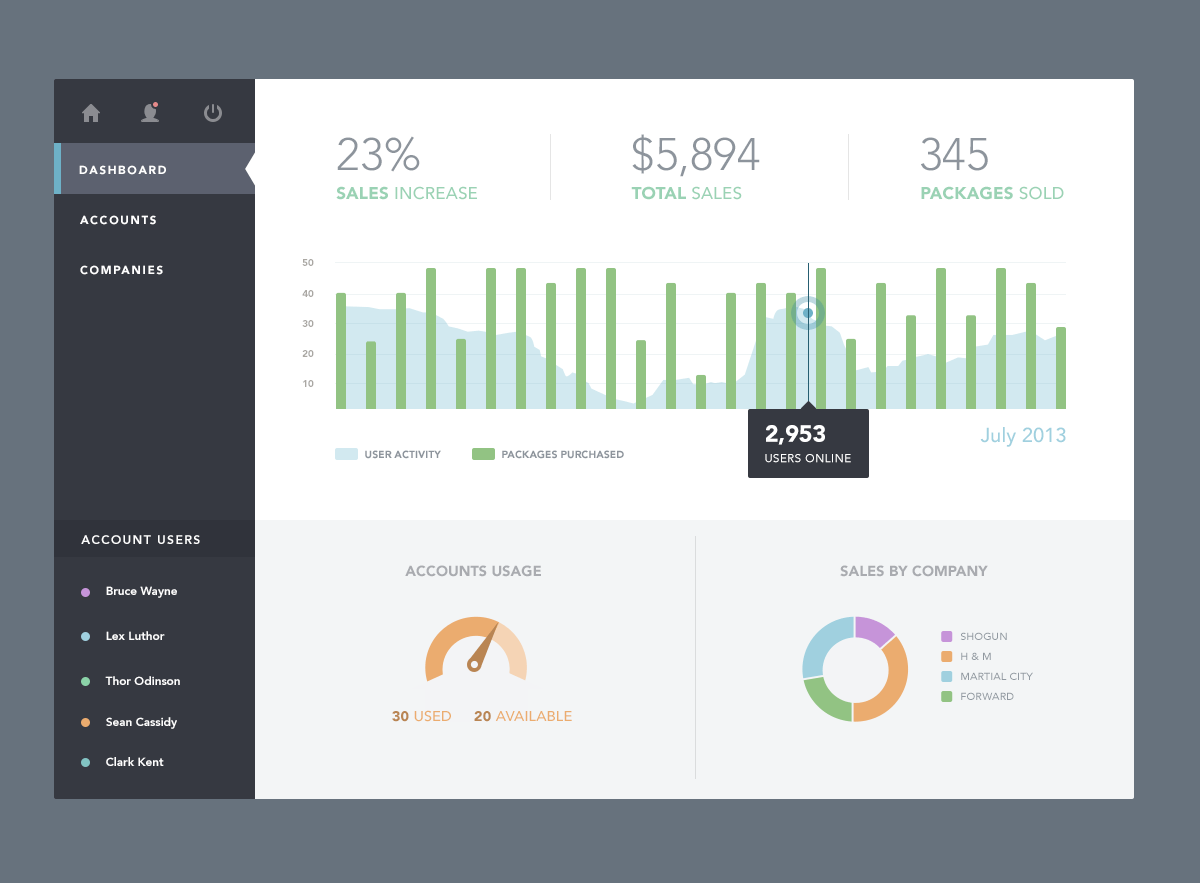 DASHBOARD
ACCOUNTS
COMPANIES
ACCOUNT USERS
Bruce Wayne
Lex Luthor
Thor Odinson
Sean Cassidy
Clark Kent
23%
SALES INCREASE
$5,894
TOTAL SALES
345
PACKAGES SOLD
50
40
30
20
10
2,953
USERS ONLINE
July 2013
USER ACTIVITY
PACKAGES PURCHASED
ACCOUNTS USAGE
30 USED 20 AVAILABLE
SALES BY COMPANY
SHOGUN
H & M
MARTIAL CITY
FORWARD